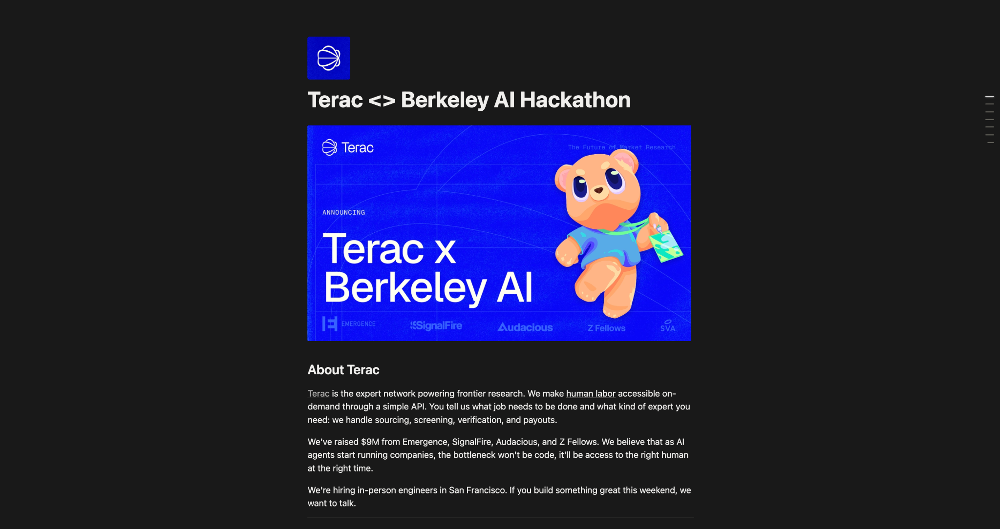 Terac <> Berkeley AI Hackathon
Terac
The Future of Market Research
ANNOUNCING
Terac x
Berkeley AI
EMERGENCE
SignalFire
Audacious
Z Fellows
SVA
About Terac
Terac is the expert network powering frontier research. We make human labor accessible on-
demand through a simple API. You tell us what job needs to be done and what kind of expert you
need: we handle sourcing, screening, verification, and payouts.
We've raised $9M from Emergence, SignalFire, Audacious, and Z Fellows. We believe that as AI
agents start running companies, the bottleneck won't be code, it'll be access to the right human
at the right time.
We're hiring in-person engineers in San Francisco. If you build something great this weekend, we
want to talk.